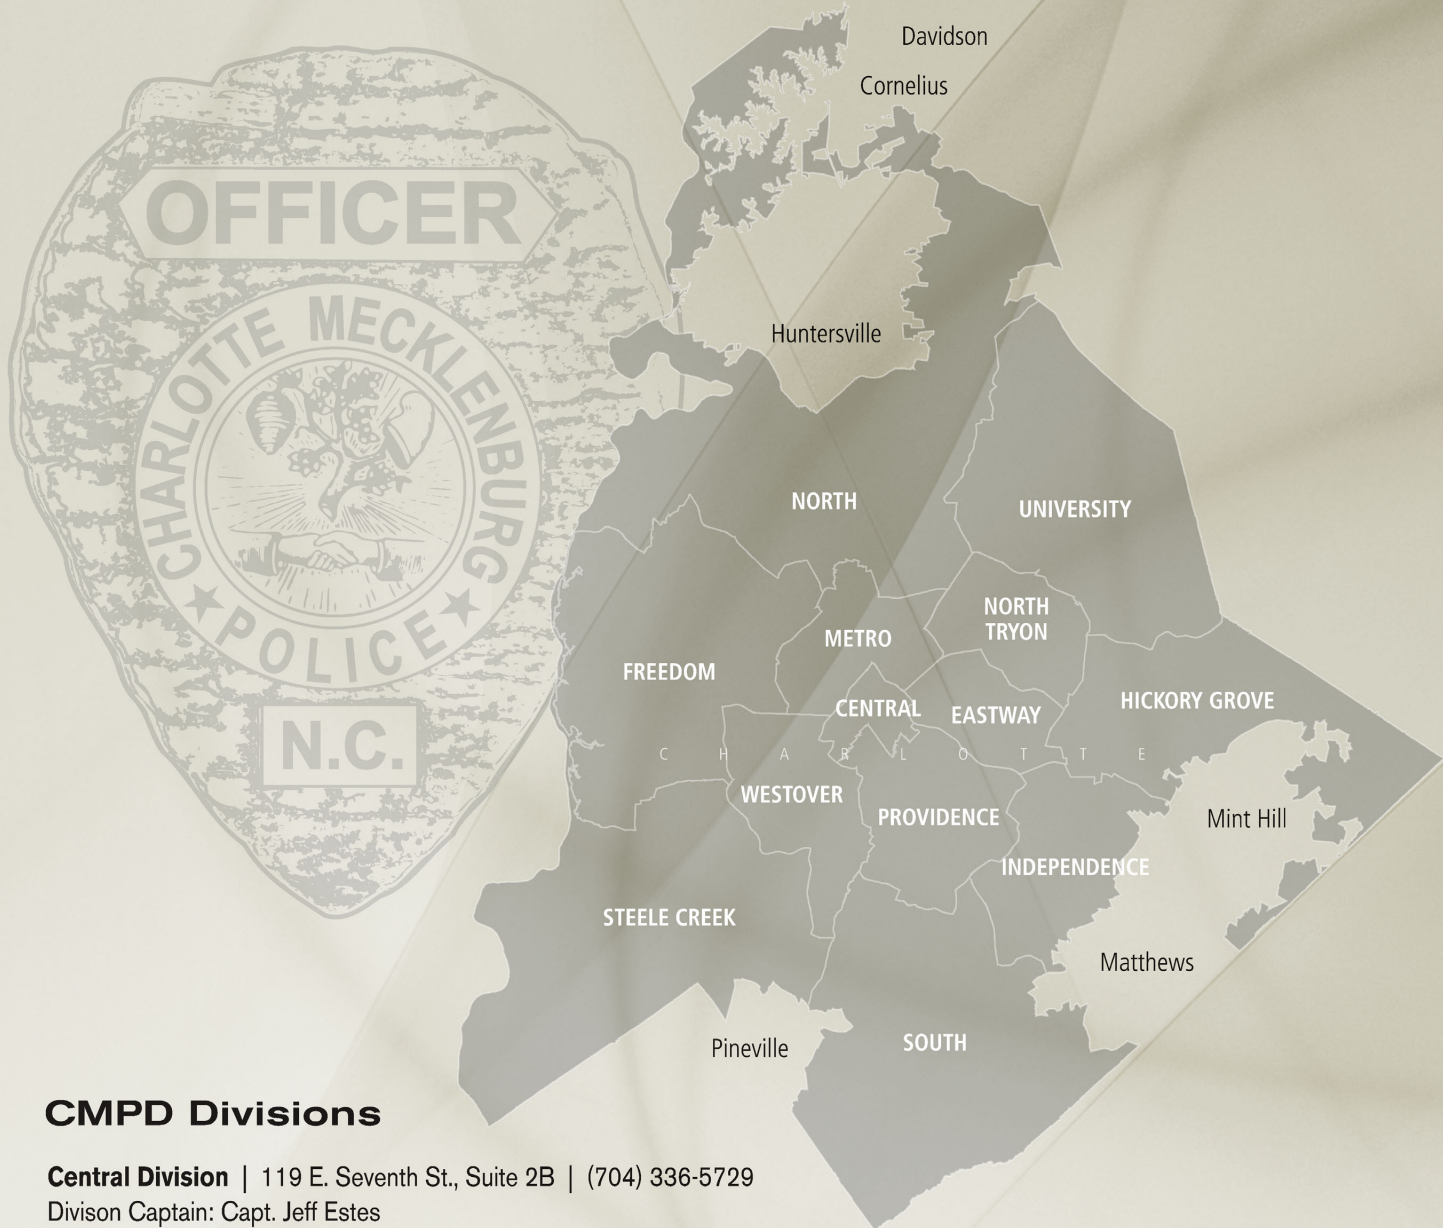 Davidson
Cornelius
OFFICER
CHARLOTTE MECKLENBURG
POLICE
N.C.
Huntersville
NORTH
UNIVERSITY
NORTH
TRYON
METRO
FREEDOM
HICKORY GROVE
CENTRAL
EASTWAY
CHARLOTTE
WESTOVER
PROVIDENCE
Mint Hill
INDEPENDENCE
STEELE CREEK
Matthews
Pineville
SOUTH
CMPD Divisions
Central Division | 119 E. Seventh St., Suite 2B | (704) 336-5729
Divison Captain: Capt. Jeff Estes